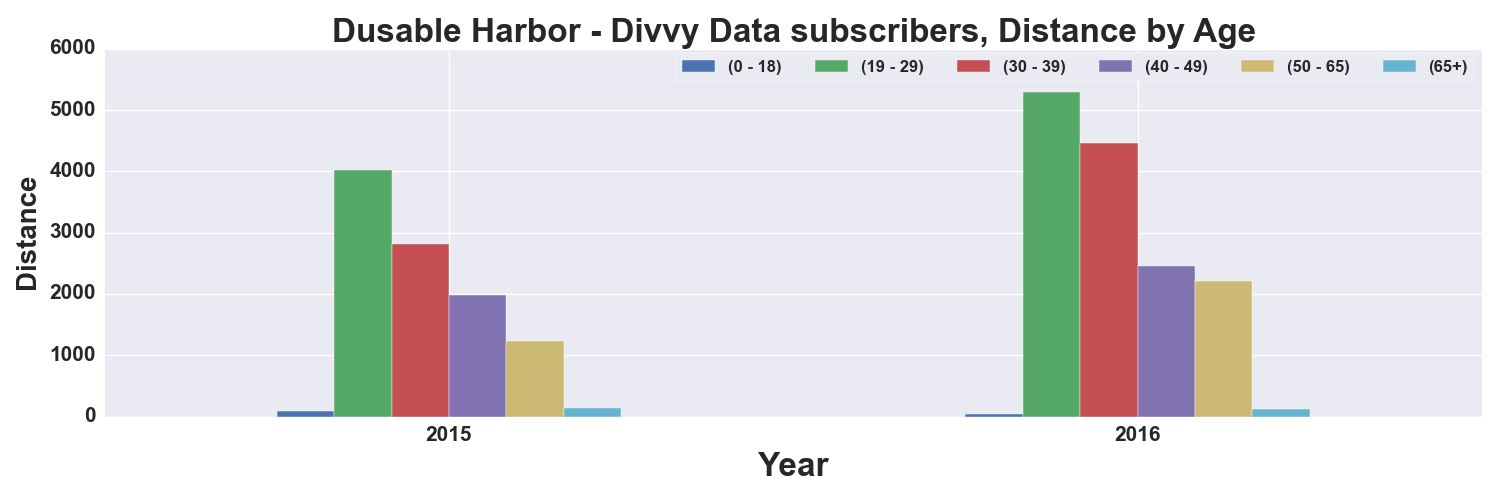 Dusable Harbor - Divvy Data subscribers, Distance by Age
(0 - 18) (19 - 29) (30 - 39) (40 - 49) (50 - 65) (65+)
6000
5000
4000
3000
2000
1000
0
Distance
2015 2016
Year